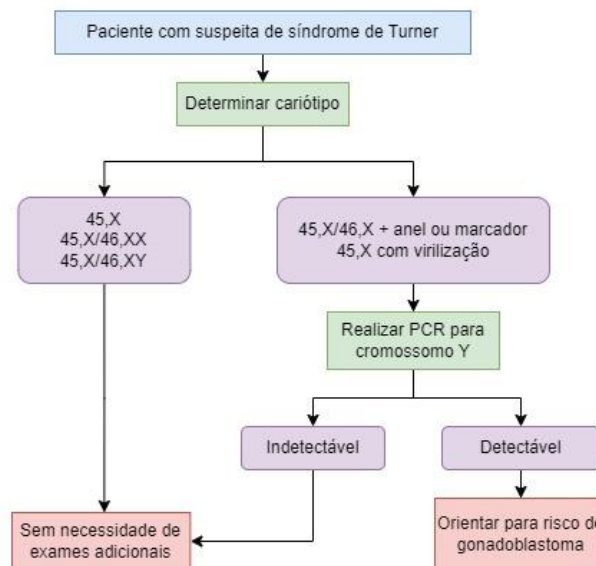 Paciente com suspeita de síndrome de Turner
Determinar cariótipo
45,X
45,X/46,XX
45,X/46,XY
45,X/46,X + anel ou marcador
45,X com virilização
Realizar PCR para
cromossomo Y
Indetectável
Detectável
Sem necessidade de
exames adicionais
Orientar para risco de
gonadoblastoma